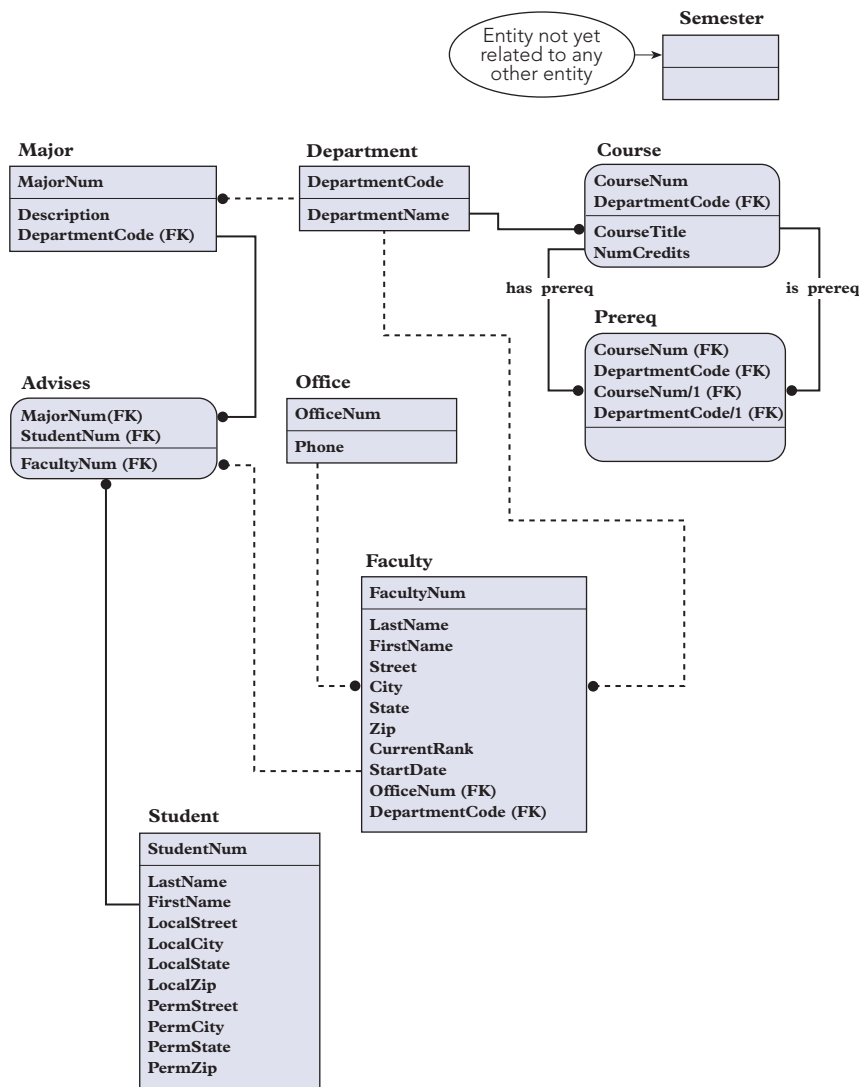 Semester
Entity not yet
related to any
other entity
Major
MajorNum
Description
DepartmentCode (FK)
Department
DepartmentCode
DepartmentName
Course
CourseNum
DepartmentCode (FK)
CourseTitle
NumCredits
has prereq
is prereq
Prereq
CourseNum (FK)
DepartmentCode (FK)
CourseNum/1 (FK)
DepartmentCode/1 (FK)
Advises
MajorNum(FK)
StudentNum (FK)
FacultyNum (FK)
Office
OfficeNum
Phone
Faculty
FacultyNum
LastName
FirstName
Street
City
State
Zip
CurrentRank
StartDate
OfficeNum (FK)
DepartmentCode (FK)
Student
StudentNum
LastName
FirstName
LocalStreet
LocalCity
LocalState
LocalZip
PermStreet
PermCity
PermState
PermZip